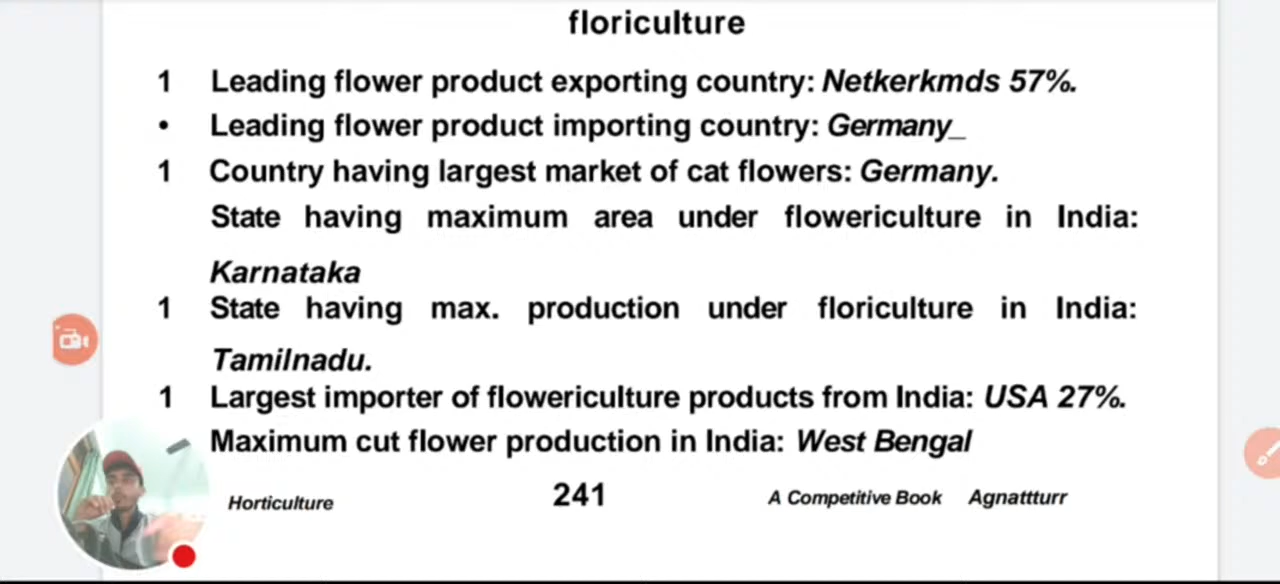 floriculture
1 Leading flower product exporting country: Netkerkmds 57%.
• Leading flower product importing country: Germany_
1 Country having largest market of cat flowers: Germany.
State having maximum area under flowericulture in India:
Karnataka
1 State having max. production under floriculture in India:
Tamilnadu.
1 Largest importer of flowericulture products from India: USA 27%.
Maximum cut flower production in India: West Bengal
Horticulture 241 A Competitive Book Agnattturr